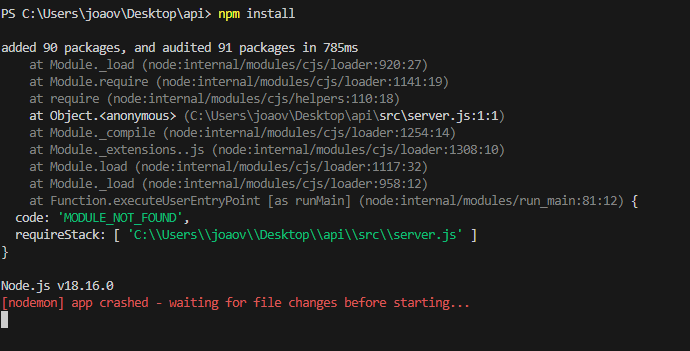 PS C:\Users\joaov\Desktop\api> npm install
added 90 packages, and audited 91 packages in 785ms
at Module._load (node:internal/modules/cjs/loader:920:27)
at Module.require (node:internal/modules/cjs/loader:1141:19)
at require (node:internal/modules/cjs/helpers:110:18)
at Object.<anonymous> (C:\Users\joaov\Desktop\api\src\server.js:1:1)
at Module._compile (node:internal/modules/cjs/loader:1254:14)
at Module._extensions..js (node:internal/modules/cjs/loader:1308:10)
at Module.load (node:internal/modules/cjs/loader:1117:32)
at Module._load (node:internal/modules/cjs/loader:958:12)
at Function.executeUserEntryPoint [as runMain] (node:internal/modules/run_main:81:12) {
code: 'MODULE_NOT_FOUND',
requireStack: [ 'C:\\Users\\joaov\\Desktop\\api\\src\\server.js' ]
}
Node.js v18.16.0
[nodemon] app crashed - waiting for file changes before starting...